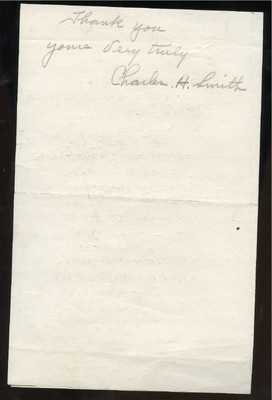 Thank you
yours Very truly
Charles. H. Smith